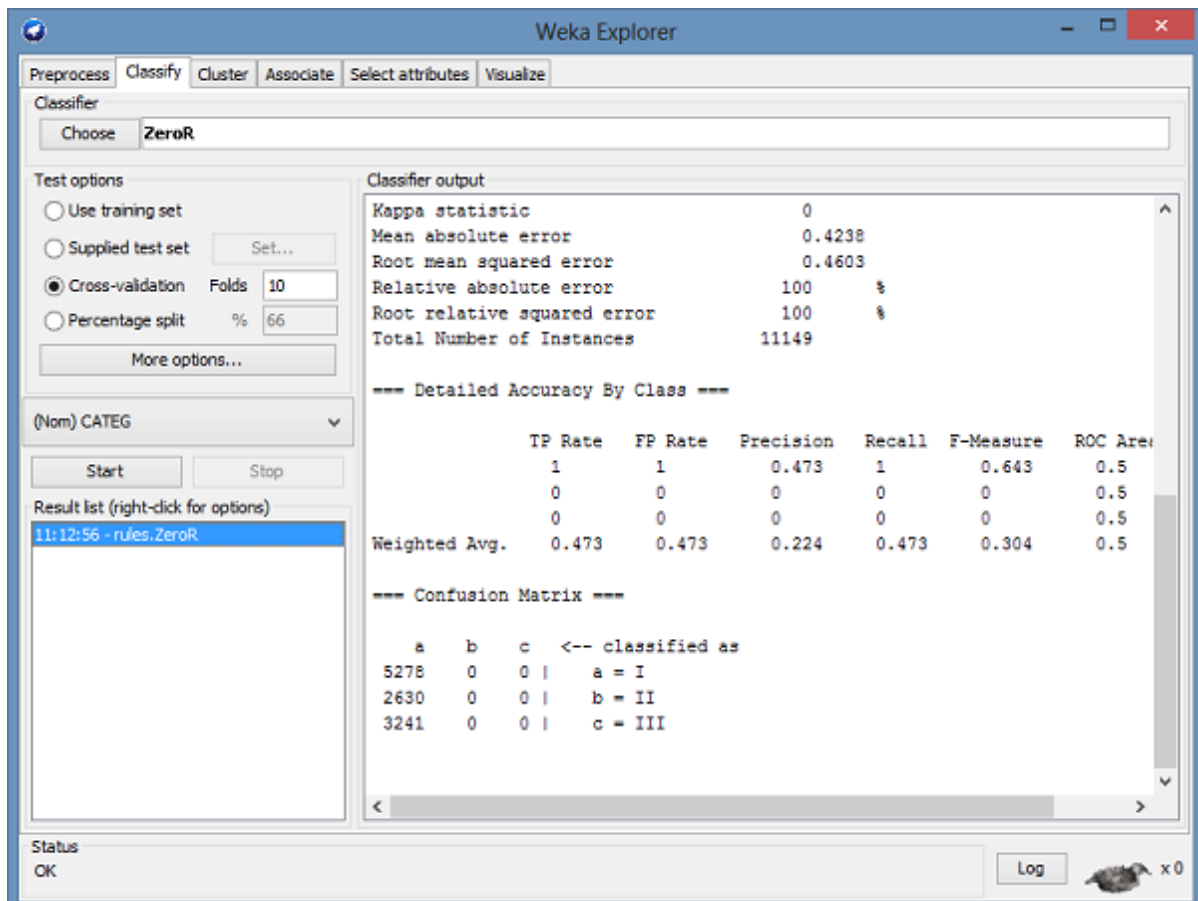 Weka Explorer
Preprocess Classify Cluster Associate Select attributes Visualize
Classifier
Choose ZeroR
Test options
Use training set
Supplied test set Set...
Cross-validation Folds 10
Percentage split % 66
More options...
(Nom) CATEG
Start Stop
Result list (right-click for options)
11:12:56 - rules.ZeroR
Classifier output
Kappa statistic 0
Mean absolute error 0.4238
Root mean squared error 0.4603
Relative absolute error 100 %
Root relative squared error 100 %
Total Number of Instances 11149
=== Detailed Accuracy By Class ===
TP Rate FP Rate Precision Recall F-Measure ROC Area
1 1 0.473 1 0.643 0.5
0 0 0 0 0 0.5
0 0 0 0 0 0.5
Weighted Avg. 0.473 0.473 0.224 0.473 0.304 0.5
=== Confusion Matrix ===
a b c <-- classified as
5278 0 0 | a = I
2630 0 0 | b = II
3241 0 0 | c = III
Status
OK
Log x 0